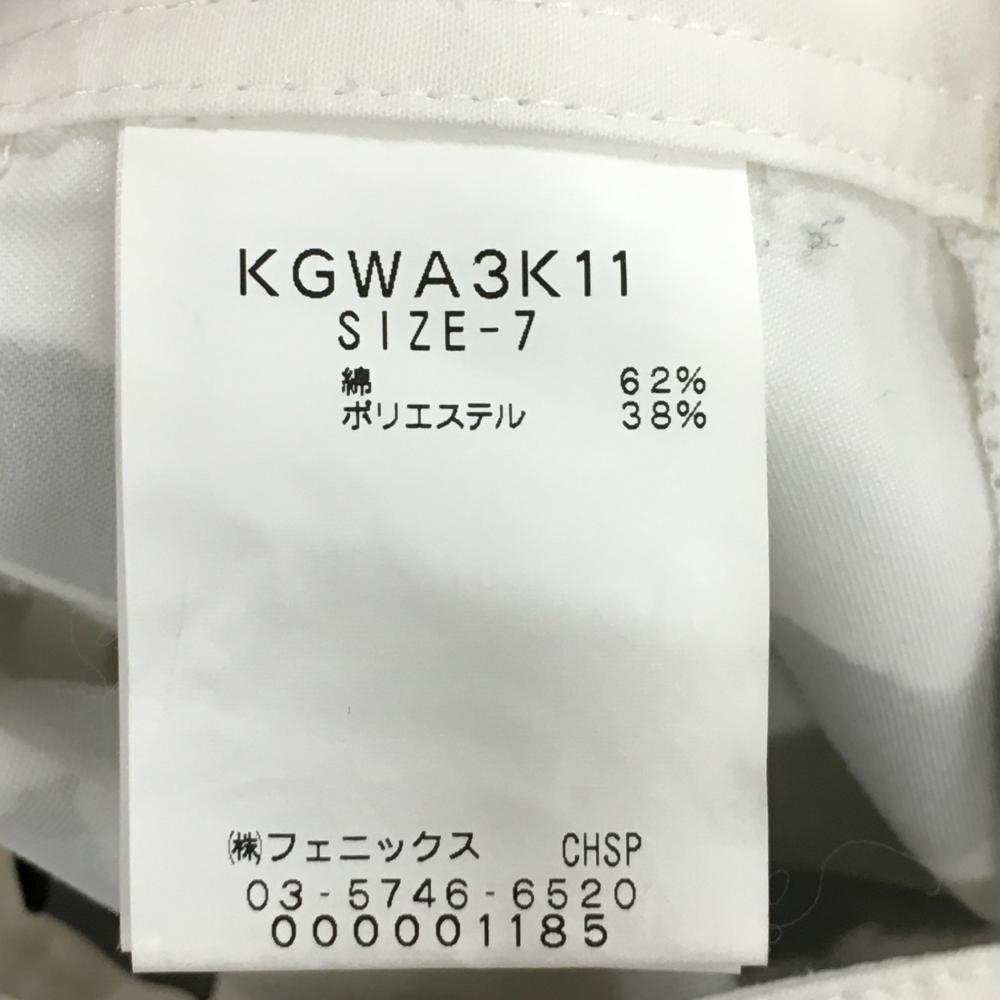 KGWA3K11
SIZE-7
綿 62%
ポリエステル 38%
㈱フェニックス CHSP
03-5746-6520
000001185